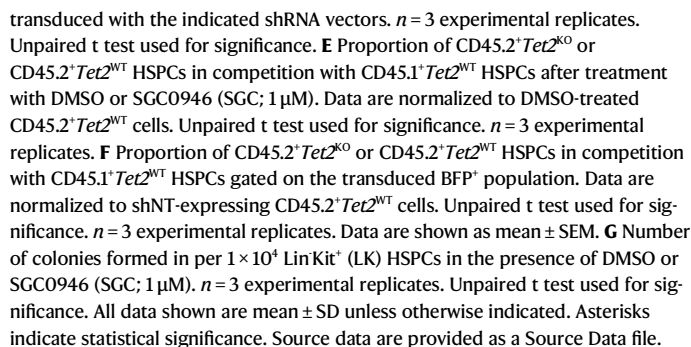 transduced with the indicated shRNA vectors. n = 3 experimental replicates.
Unpaired t test used for significance. E Proportion of CD45.2⁺Tet2ᴷᴼ or
CD45.2⁺Tet2ᵂᵀ HSPCs in competition with CD45.1⁺Tet2ᵂᵀ HSPCs after treatment
with DMSO or SGC0946 (SGC; 1 μM). Data are normalized to DMSO-treated
CD45.2⁺Tet2ᵂᵀ cells. Unpaired t test used for significance. n = 3 experimental
replicates. F Proportion of CD45.2⁺Tet2ᴷᴼ or CD45.2⁺Tet2ᵂᵀ HSPCs in competition
with CD45.1⁺Tet2ᵂᵀ HSPCs gated on the transduced BFP⁺ population. Data are
normalized to shNT-expressing CD45.2⁺Tet2ᵂᵀ cells. Unpaired t test used for sig-
nificance. n = 3 experimental replicates. Data are shown as mean ± SEM. G Number
of colonies formed in per 1 × 10⁴ Lin⁻Kit⁺ (LK) HSPCs in the presence of DMSO or
SGC0946 (SGC; 1 μM). n = 3 experimental replicates. Unpaired t test used for sig-
nificance. All data shown are mean ± SD unless otherwise indicated. Asterisks
indicate statistical significance. Source data are provided as a Source Data file.